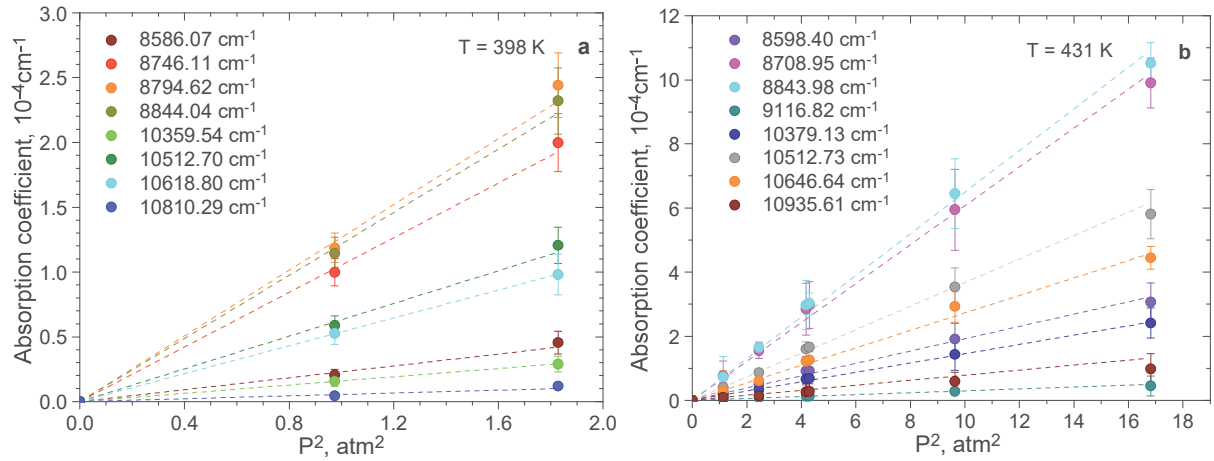 3.0
2.5
2.0
1.5
1.0
0.5
0.0
Absorption coefficient, 10⁻⁴cm⁻¹
8586.07 cm⁻¹
8746.11 cm⁻¹
8794.62 cm⁻¹
8844.04 cm⁻¹
10359.54 cm⁻¹
10512.70 cm⁻¹
10618.80 cm⁻¹
10810.29 cm⁻¹
T = 398 K
a
0.0 0.4 0.8 1.2 1.6 2.0
P², atm²
12
10
8
6
4
2
0
Absorption coefficient, 10⁻⁴cm⁻¹
8598.40 cm⁻¹
8708.95 cm⁻¹
8843.98 cm⁻¹
9116.82 cm⁻¹
10379.13 cm⁻¹
10512.73 cm⁻¹
10646.64 cm⁻¹
10935.61 cm⁻¹
T = 431 K
b
0 2 4 6 8 10 12 14 16 18
P², atm²